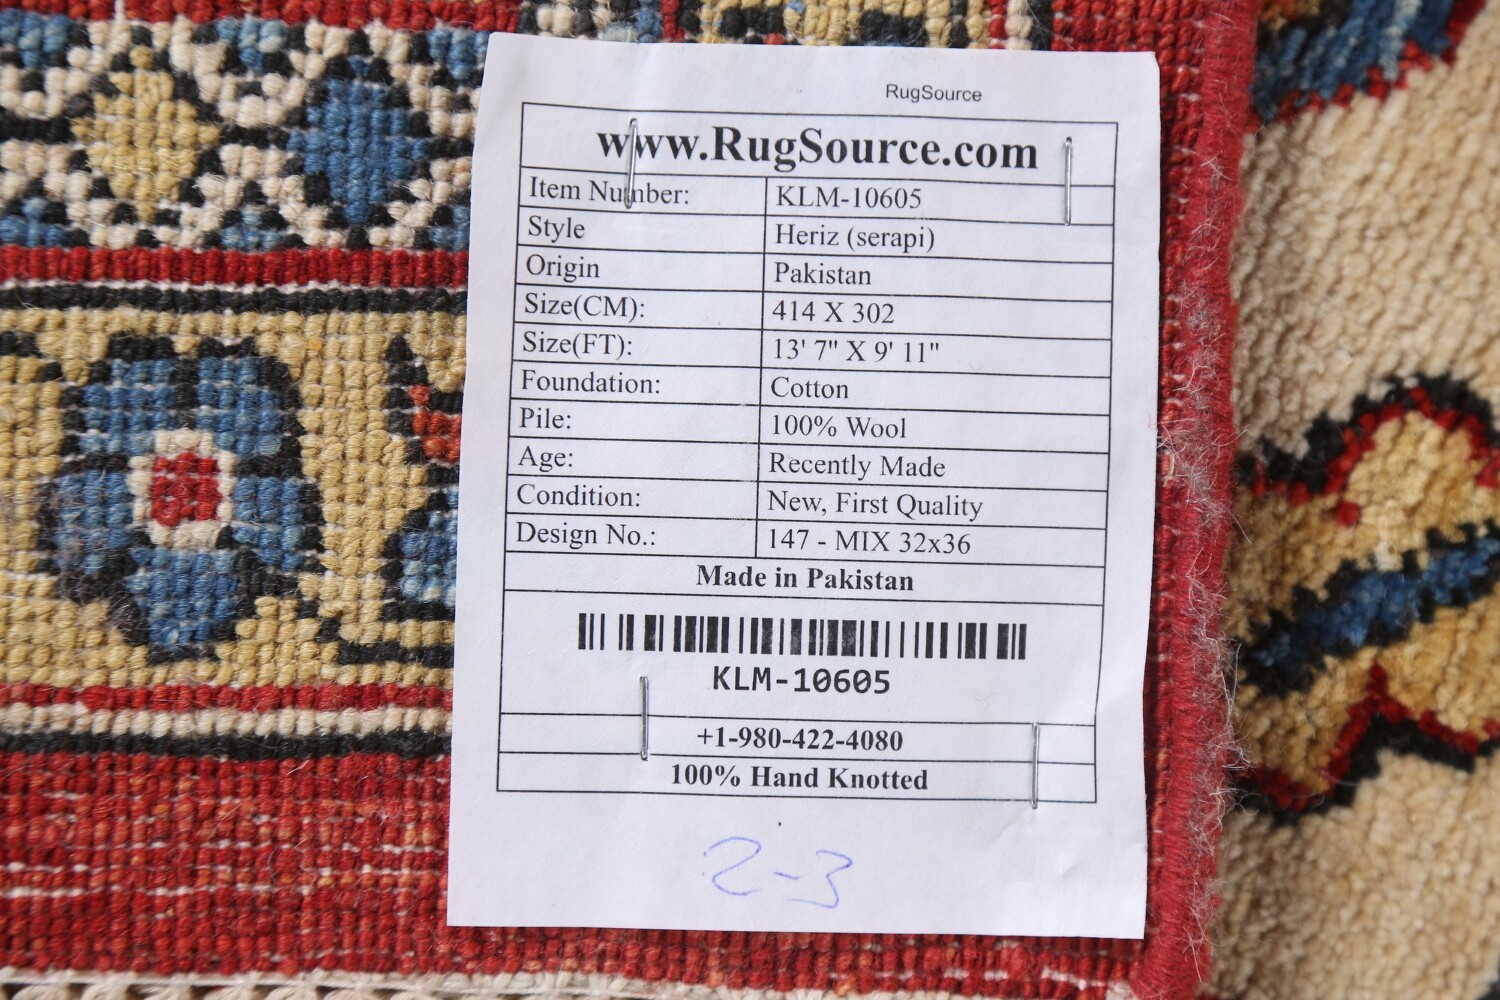 RugSource
www.RugSource.com
Item Number: KLM-10605
Style Heriz (serapi)
Origin Pakistan
Size(CM): 414 X 302
Size(FT): 13' 7" X 9' 11"
Foundation: Cotton
Pile: 100% Wool
Age: Recently Made
Condition: New, First Quality
Design No.: 147 - MIX 32x36
Made in Pakistan
KLM-10605
+1-980-422-4080
100% Hand Knotted
2-3